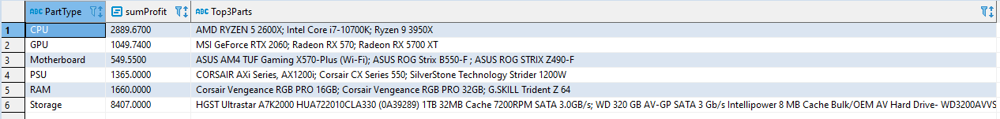 ABC PartType sumProfit ABC Top3Parts
1 CPU 2889.6700 AMD RYZEN 5 2600X; Intel Core i7-10700K; Ryzen 9 3950X
2 GPU 1049.7400 MSI GeForce RTX 2060; Radeon RX 570; Radeon RX 5700 XT
3 Motherboard 549.5500 ASUS AM4 TUF Gaming X570-Plus (Wi-Fi); ASUS ROG Strix B550-F ; ASUS ROG STRIX Z490-F
4 PSU 1365.0000 CORSAIR AXi Series, AX1200i; Corsair CX Series 550; SilverStone Technology Strider 1200W
5 RAM 1660.0000 Corsair Vengeance RGB PRO 16GB; Corsair Vengeance RGB PRO 32GB; G.SKILL Trident Z 64
6 Storage 8407.0000 HGST Ultrastar A7K2000 HUA722010CLA330 (0A39289) 1TB 32MB Cache 7200RPM SATA 3.0GB/s; WD 320 GB AV-GP SATA 3 Gb/s Intellipower 8 MB Cache Bulk/OEM AV Hard Drive- WD3200AVVS